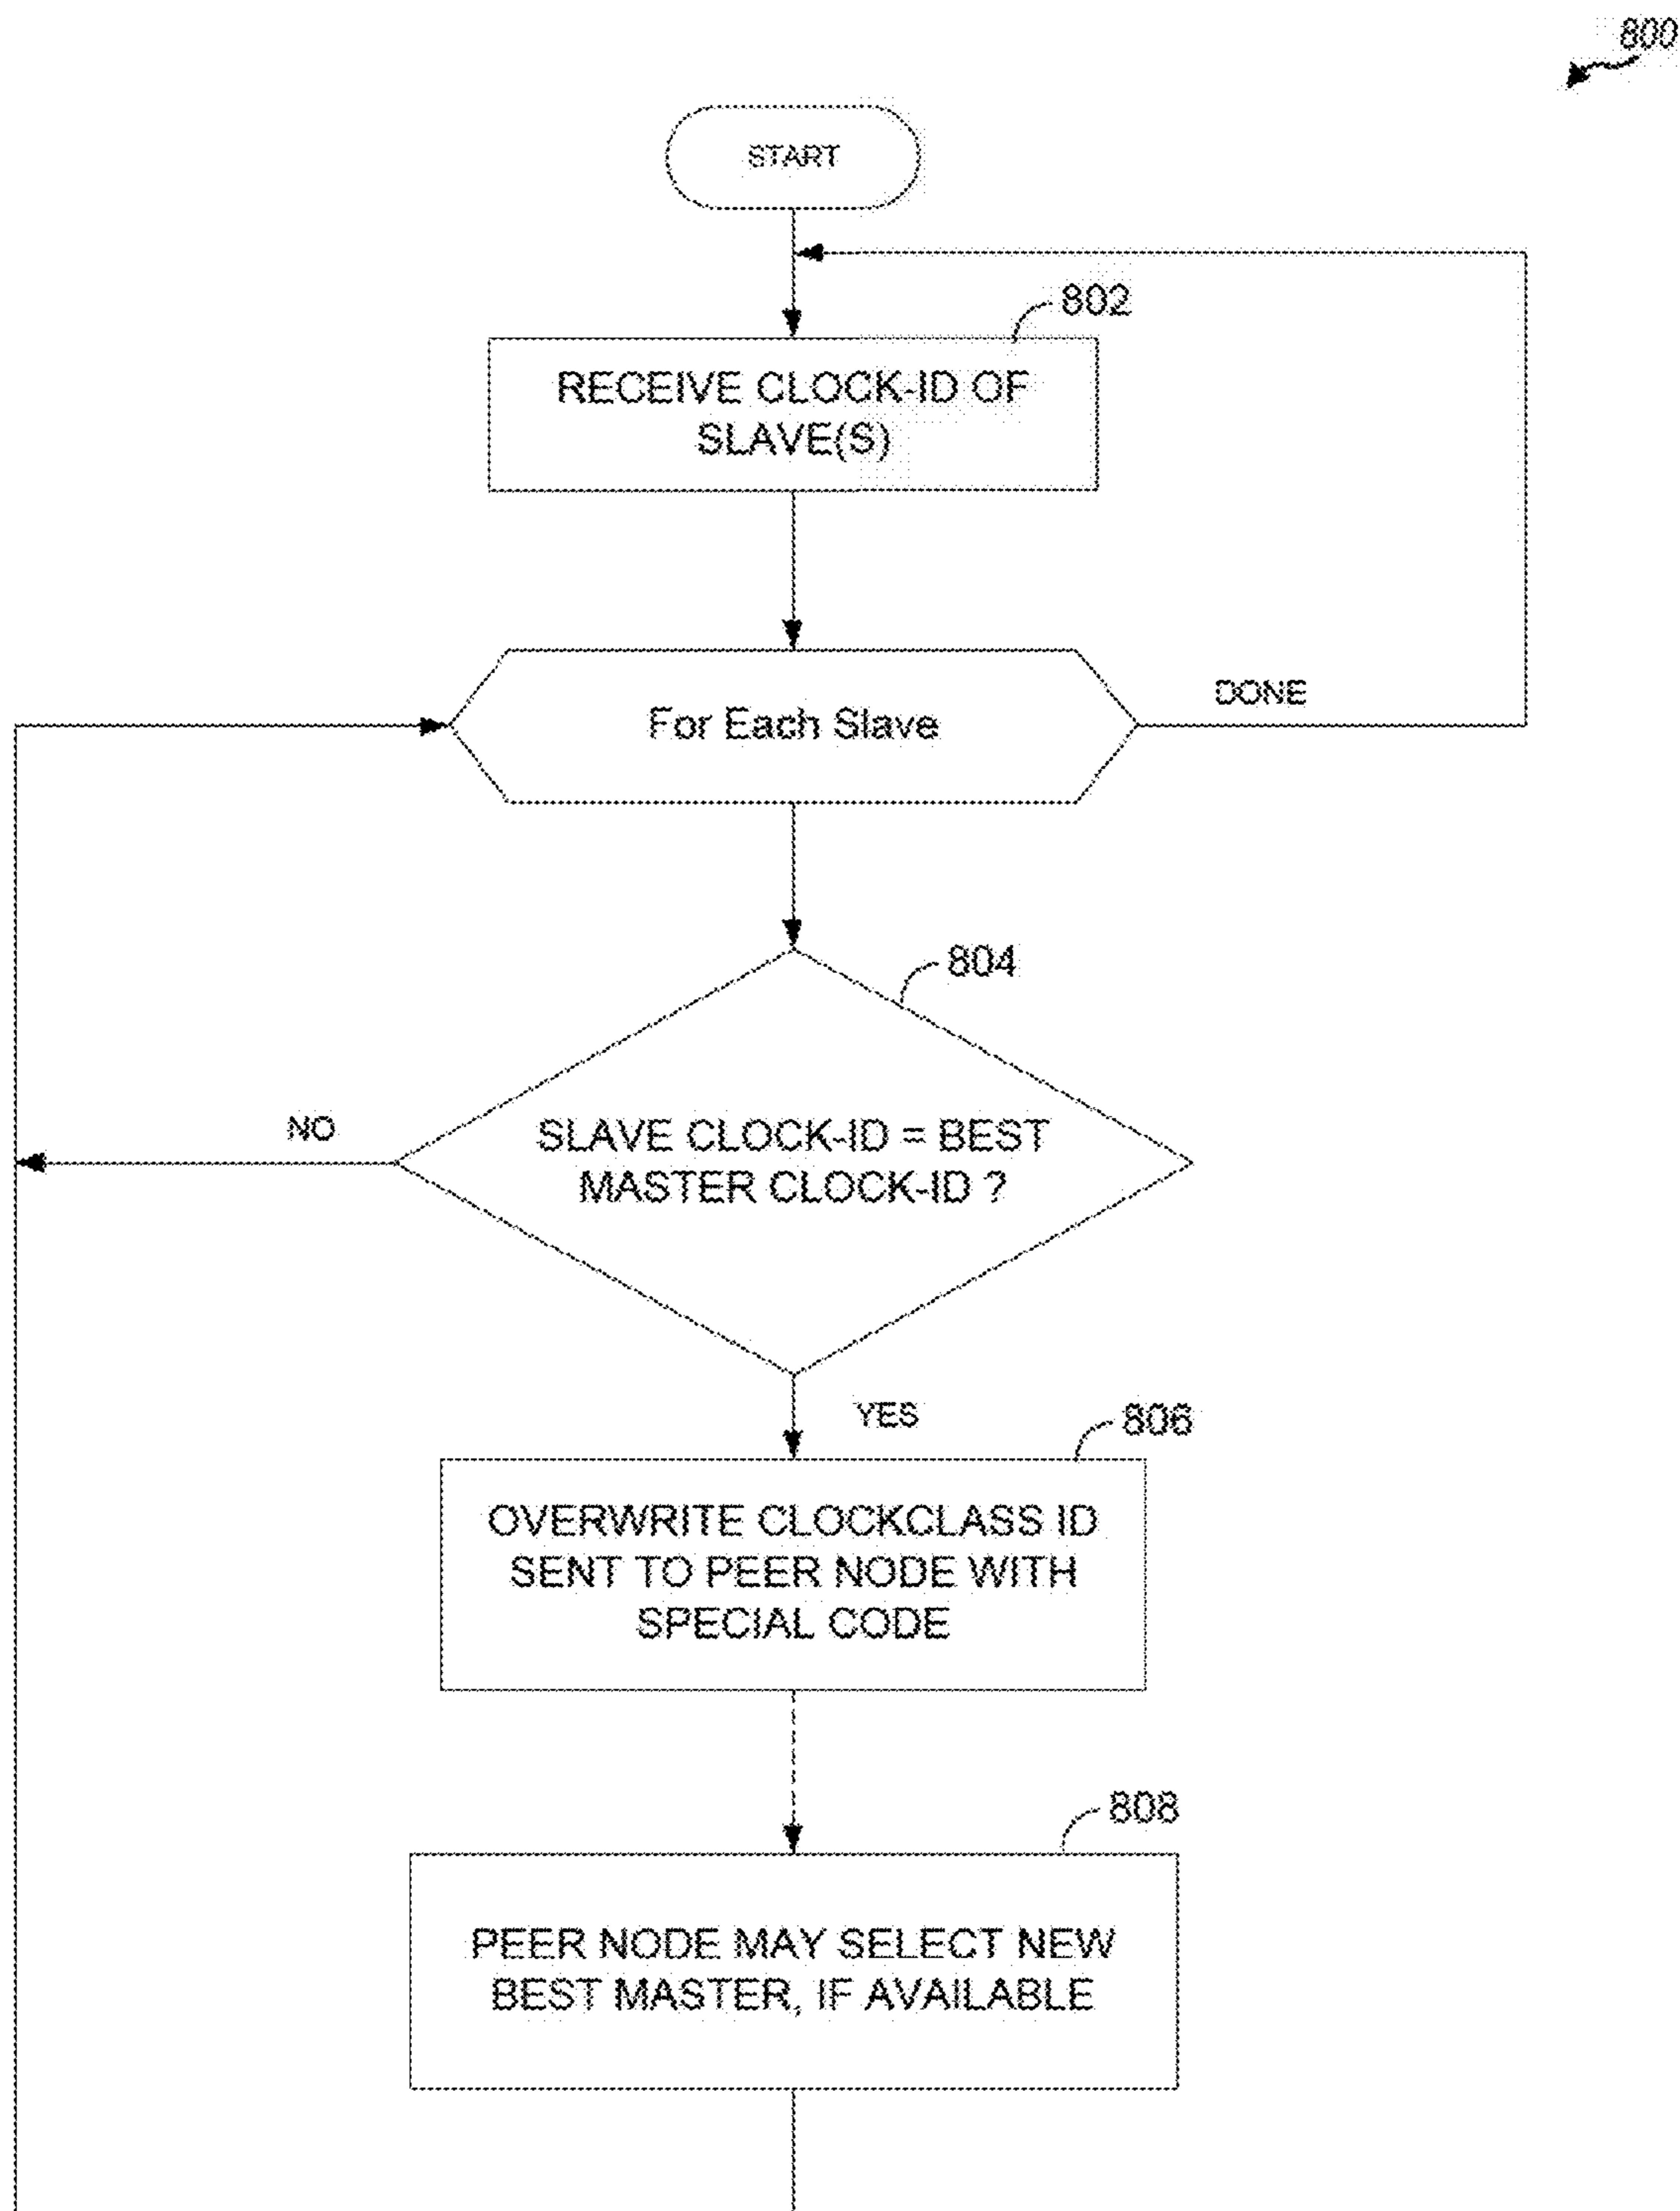 800
START
802
RECEIVE CLOCK-ID OF
SLAVE(S)
DONE
For Each Slave
804
NO
SLAVE CLOCK-ID = BEST
MASTER CLOCK-ID ?
YES
806
OVERWRITE CLOCKCLASS ID
SENT TO PEER NODE WITH
SPECIAL CODE
808
PEER NODE MAY SELECT NEW
BEST MASTER, IF AVAILABLE